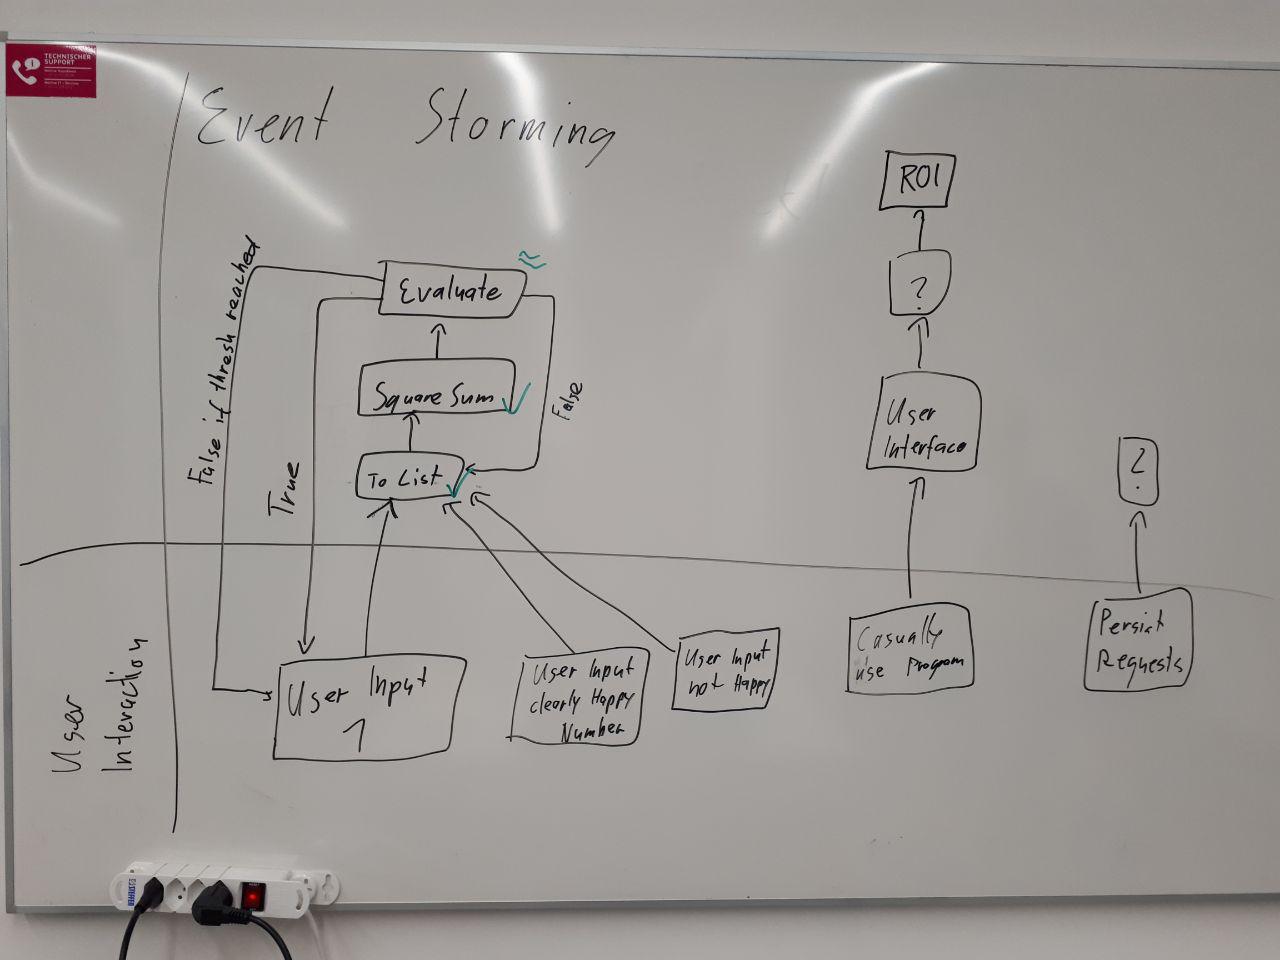 TECHNISCHER
SUPPORT
Event Storming
ROI
?
Evaluate
False if thresh reached
True
False
Square Sum
To List
User
Interface
?
User
Interaction
User Input
1
User Input
clearly Happy
Number
User Input
not Happy
Casually
use Program
Persist
Requests